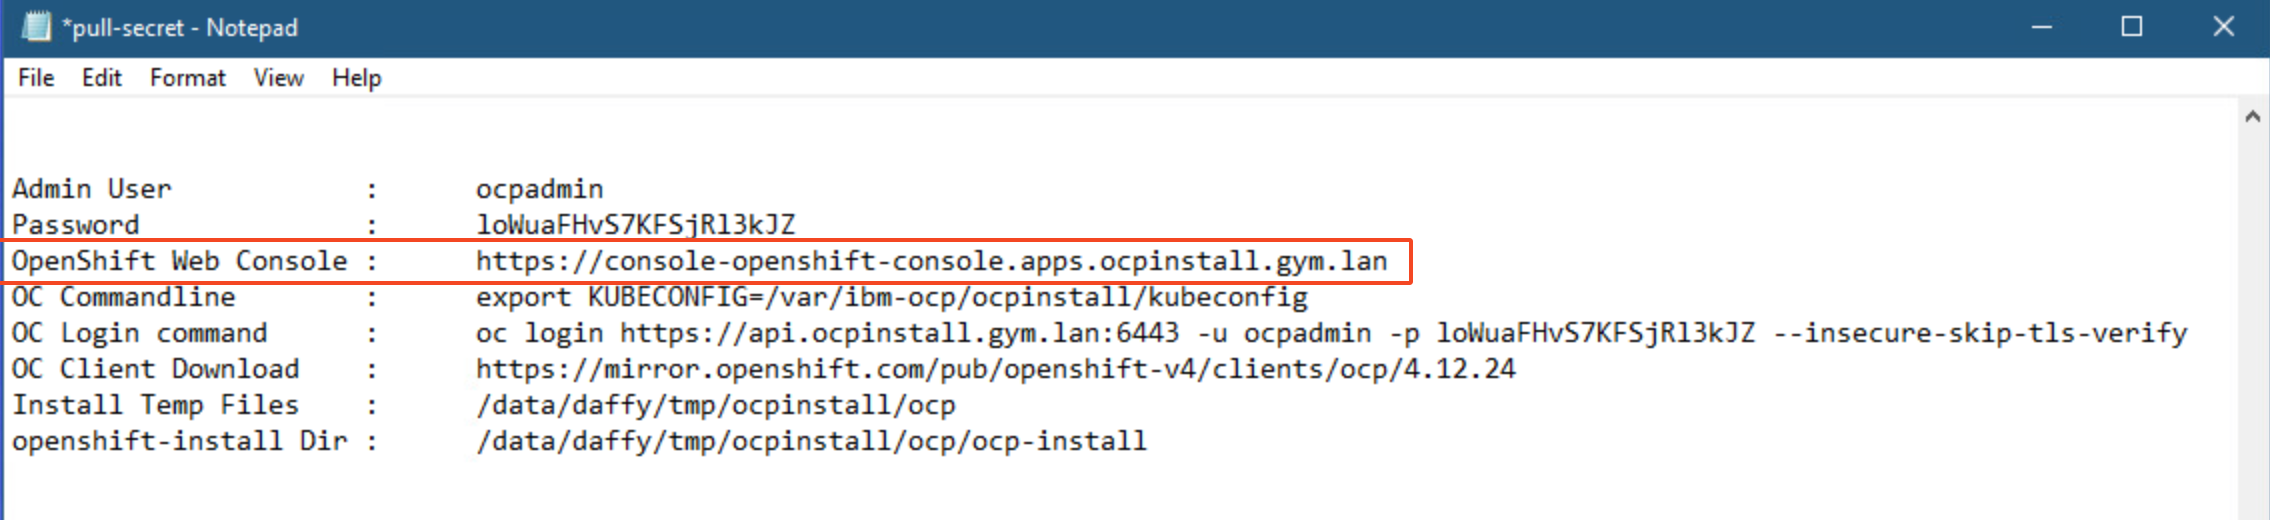 *pull-secret - Notepad
File Edit Format View Help
Admin User : ocpadmin
Password : loWuaFHvS7KFSjRl3kJZ
OpenShift Web Console : https://console-openshift-console.apps.ocpinstall.gym.lan
OC Commandline : export KUBECONFIG=/var/ibm-ocp/ocpinstall/kubeconfig
OC Login command : oc login https://api.ocpinstall.gym.lan:6443 -u ocpadmin -p loWuaFHvS7KFSjRl3kJZ --insecure-skip-tls-verify
OC Client Download : https://mirror.openshift.com/pub/openshift-v4/clients/ocp/4.12.24
Install Temp Files : /data/daffy/tmp/ocpinstall/ocp
openshift-install Dir : /data/daffy/tmp/ocpinstall/ocp/ocp-install